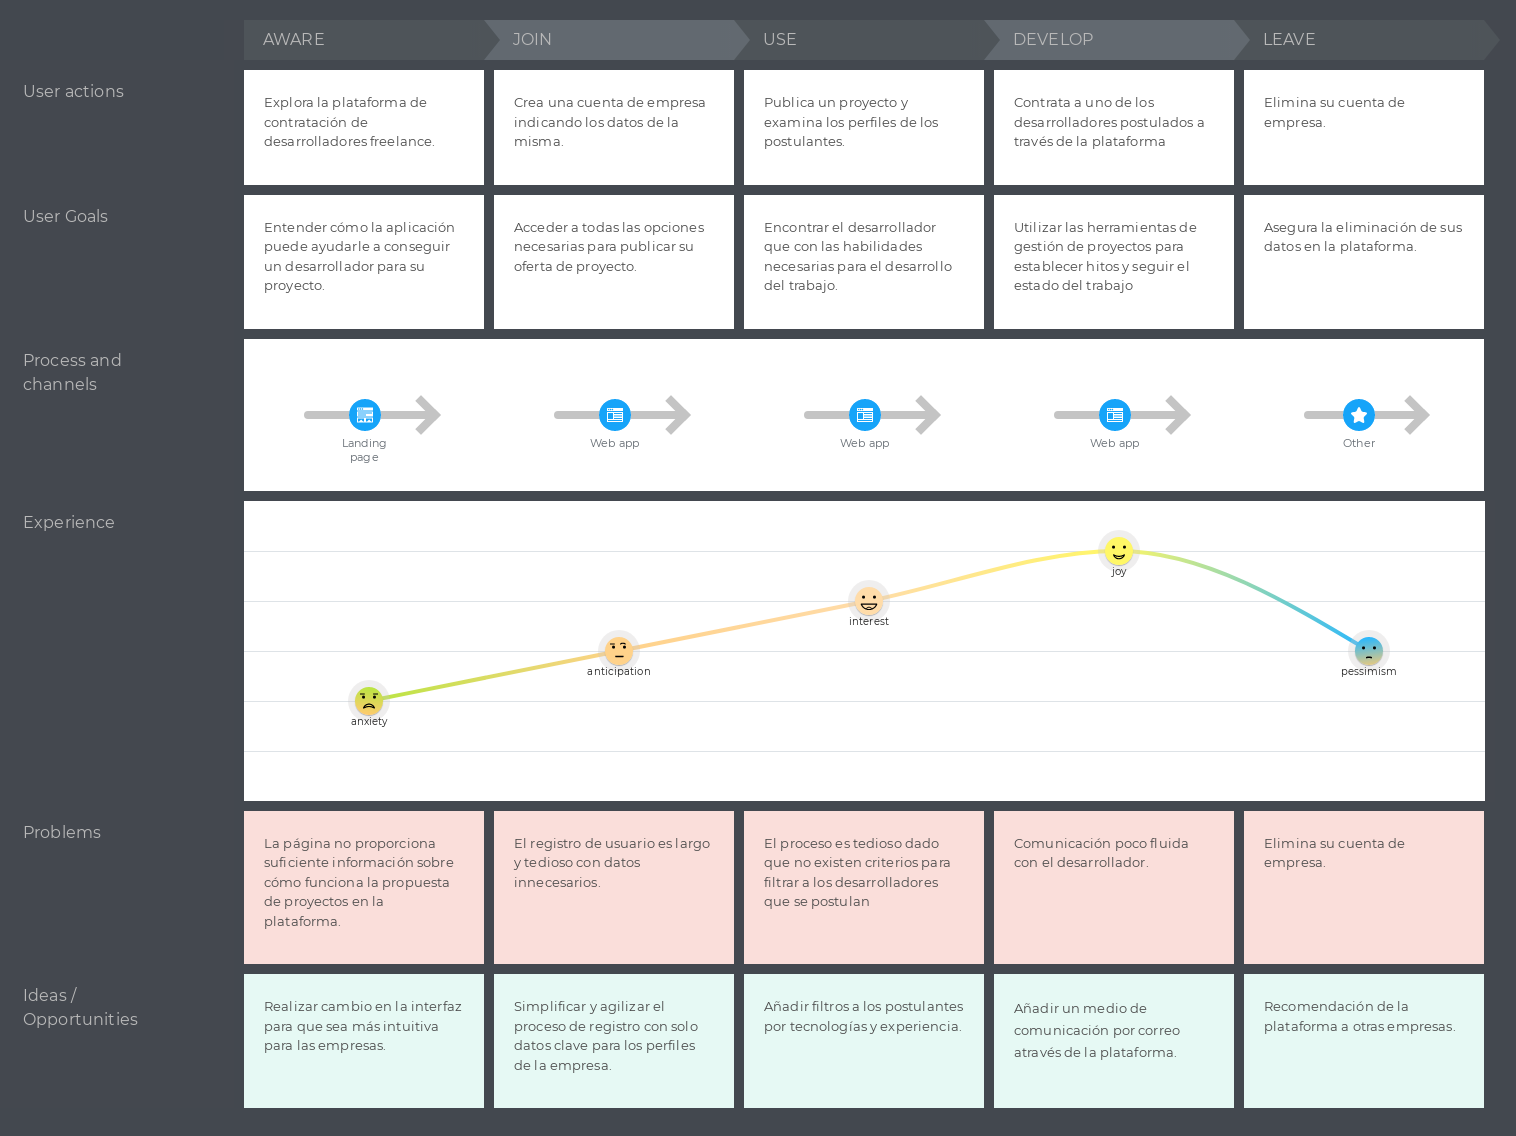 AWARE
JOIN
USE
DEVELOP
LEAVE
User actions
Explora la plataforma de
contratación de
desarrolladores freelance.
Crea una cuenta de empresa
indicando los datos de la
misma.
Publica un proyecto y
examina los perfiles de los
postulantes.
Contrata a uno de los
desarrolladores postulados a
través de la plataforma
Elimina su cuenta de
empresa.
User Goals
Entender cómo la aplicación
puede ayudarle a conseguir
un desarrollador para su
proyecto.
Acceder a todas las opciones
necesarias para publicar su
oferta de proyecto.
Encontrar el desarrollador
que con las habilidades
necesarias para el desarrollo
del trabajo.
Utilizar las herramientas de
gestión de proyectos para
establecer hitos y seguir el
estado del trabajo
Asegura la eliminación de sus
datos en la plataforma.
Process and
channels
Landing
page
Web app
Web app
Web app
Other
Experience
anxiety
anticipation
interest
joy
pessimism
Problems
La página no proporciona
suficiente información sobre
cómo funciona la propuesta
de proyectos en la
plataforma.
El registro de usuario es largo
y tedioso con datos
innecesarios.
El proceso es tedioso dado
que no existen criterios para
filtrar a los desarrolladores
que se postulan
Comunicación poco fluida
con el desarrollador.
Elimina su cuenta de
empresa.
Ideas /
Opportunities
Realizar cambio en la interfaz
para que sea más intuitiva
para las empresas.
Simplificar y agilizar el
proceso de registro con solo
datos clave para los perfiles
de la empresa.
Añadir filtros a los postulantes
por tecnologías y experiencia.
Añadir un medio de
comunicación por correo
através de la plataforma.
Recomendación de la
plataforma a otras empresas.